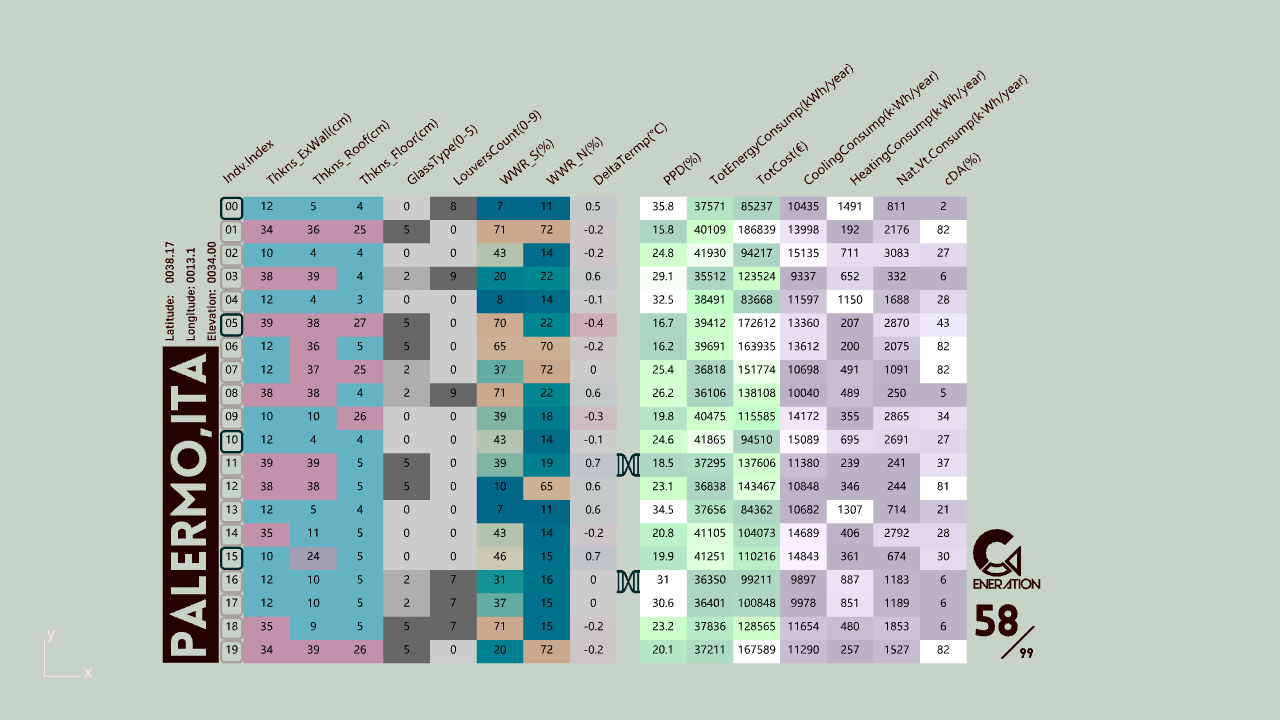 Indv.Index Thkns_ExWall(cm) Thkns_Roof(cm) Thkns_Floor(cm) GlassType(0-5) LouversCount(0-9) WWR_S(%) WWR_N(%) DeltaTermp(°C) PPD(%) TotEnergyConsump(kWh/year) TotCost(€) CoolingConsump(k·Wh/year) HeatingConsump(k·Wh/year) Nat.Vt.Consump(k·Wh/year) cDA(%)
00 12 5 4 0 8 7 11 0.5 35.8 37571 85237 10435 1491 811 2
01 34 36 25 5 0 71 72 -0.2 15.8 40109 186839 13998 192 2176 82
02 10 4 4 0 0 43 14 -0.2 24.8 41930 94217 15135 711 3083 27
03 38 39 4 2 9 20 22 0.6 29.1 35512 123524 9337 652 332 6
04 12 4 3 0 0 8 14 -0.1 32.5 38491 83668 11597 1150 1688 28
05 39 38 27 5 0 70 22 -0.4 16.7 39412 172612 13360 207 2870 43
06 12 36 5 5 0 65 70 -0.2 16.2 39691 163935 13612 200 2075 82
07 12 37 25 2 0 37 72 0 25.4 36818 151774 10698 491 1091 82
08 38 38 4 2 9 71 22 0.6 26.2 36106 138108 10040 489 250 5
09 10 10 26 0 0 39 18 -0.3 19.8 40475 115585 14172 355 2865 34
10 12 4 4 0 0 43 14 -0.1 24.6 41865 94510 15089 695 2691 27
11 39 39 5 5 0 39 19 0.7 18.5 37295 137606 11380 239 241 37
12 38 38 5 5 0 10 65 0.6 23.1 36838 143467 10848 346 244 81
13 12 5 4 0 0 7 11 0.6 34.5 37656 84362 10682 1307 714 21
14 35 11 5 0 0 43 14 -0.2 20.8 41105 104073 14689 406 2792 28
15 10 24 5 0 0 46 15 0.7 19.9 41251 110216 14843 361 674 30
16 12 10 5 2 7 31 16 0 31 36350 99211 9897 887 1183 6
17 12 10 5 2 7 37 15 0 30.6 36401 100848 9978 851 1189 6
18 35 9 5 5 7 71 15 -0.2 23.2 37836 128565 11654 480 1853 6
19 34 39 26 5 0 20 72 -0.2 20.1 37211 167589 11290 257 1527 82
Latitude: 0038.17
Longitude: 0013.1
Elevation: 0034.00
PALERMO,ITA
GENERATION
58/99
y
x